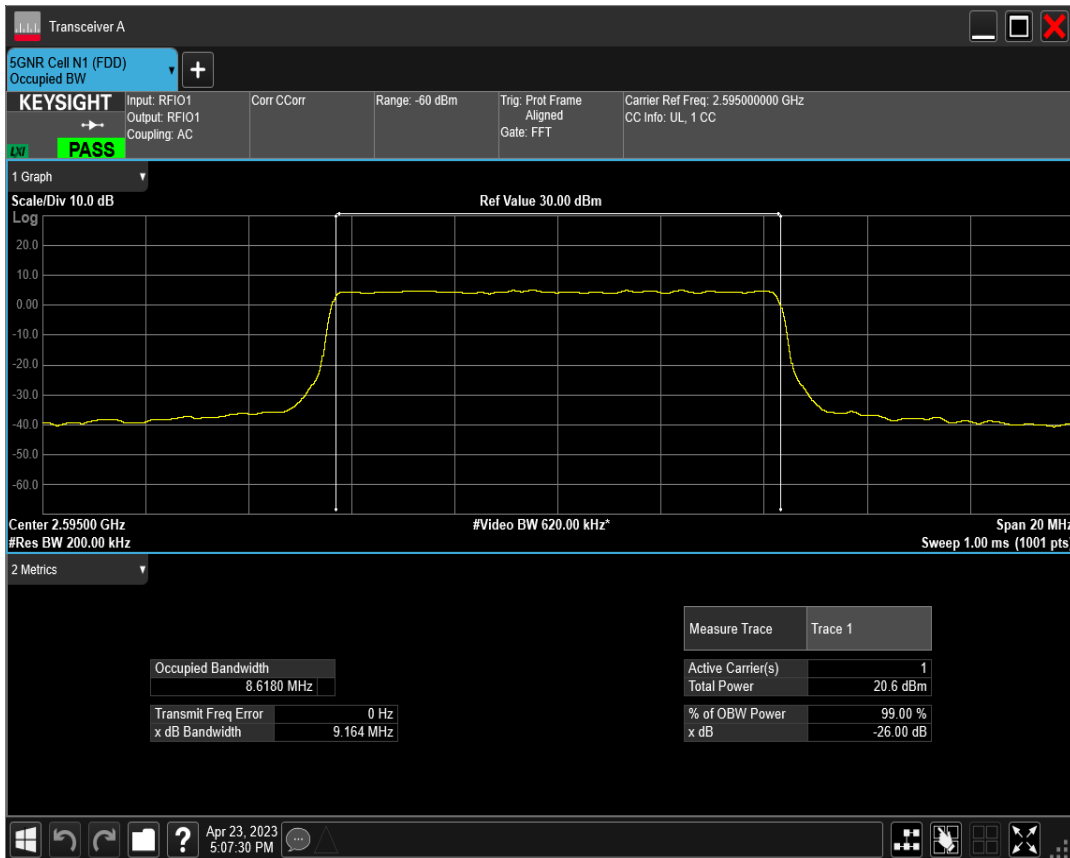 Transceiver A
5GNR Cell N1 (FDD)
Occupied BW
+
KEYSIGHT
LXI
PASS
Input: RFIO1
Output: RFIO1
Coupling: AC
Corr CCorr
Range: -60 dBm
Trig: Prot Frame
Aligned
Gate: FFT
Carrier Ref Freq: 2.595000000 GHz
CC Info: UL, 1 CC
1 Graph
Scale/Div 10.0 dB
Ref Value 30.00 dBm
Log
20.0
10.0
0.00
-10.0
-20.0
-30.0
-40.0
-50.0
-60.0
Center 2.59500 GHz
#Video BW 620.00 kHz*
Span 20 MHz
#Res BW 200.00 kHz
Sweep 1.00 ms (1001 pts)
2 Metrics
Measure Trace Trace 1
Occupied Bandwidth
8.6180 MHz
Active Carrier(s) 1
Total Power 20.6 dBm
Transmit Freq Error 0 Hz
x dB Bandwidth 9.164 MHz
% of OBW Power 99.00 %
x dB -26.00 dB
?
Apr 23, 2023
5:07:30 PM